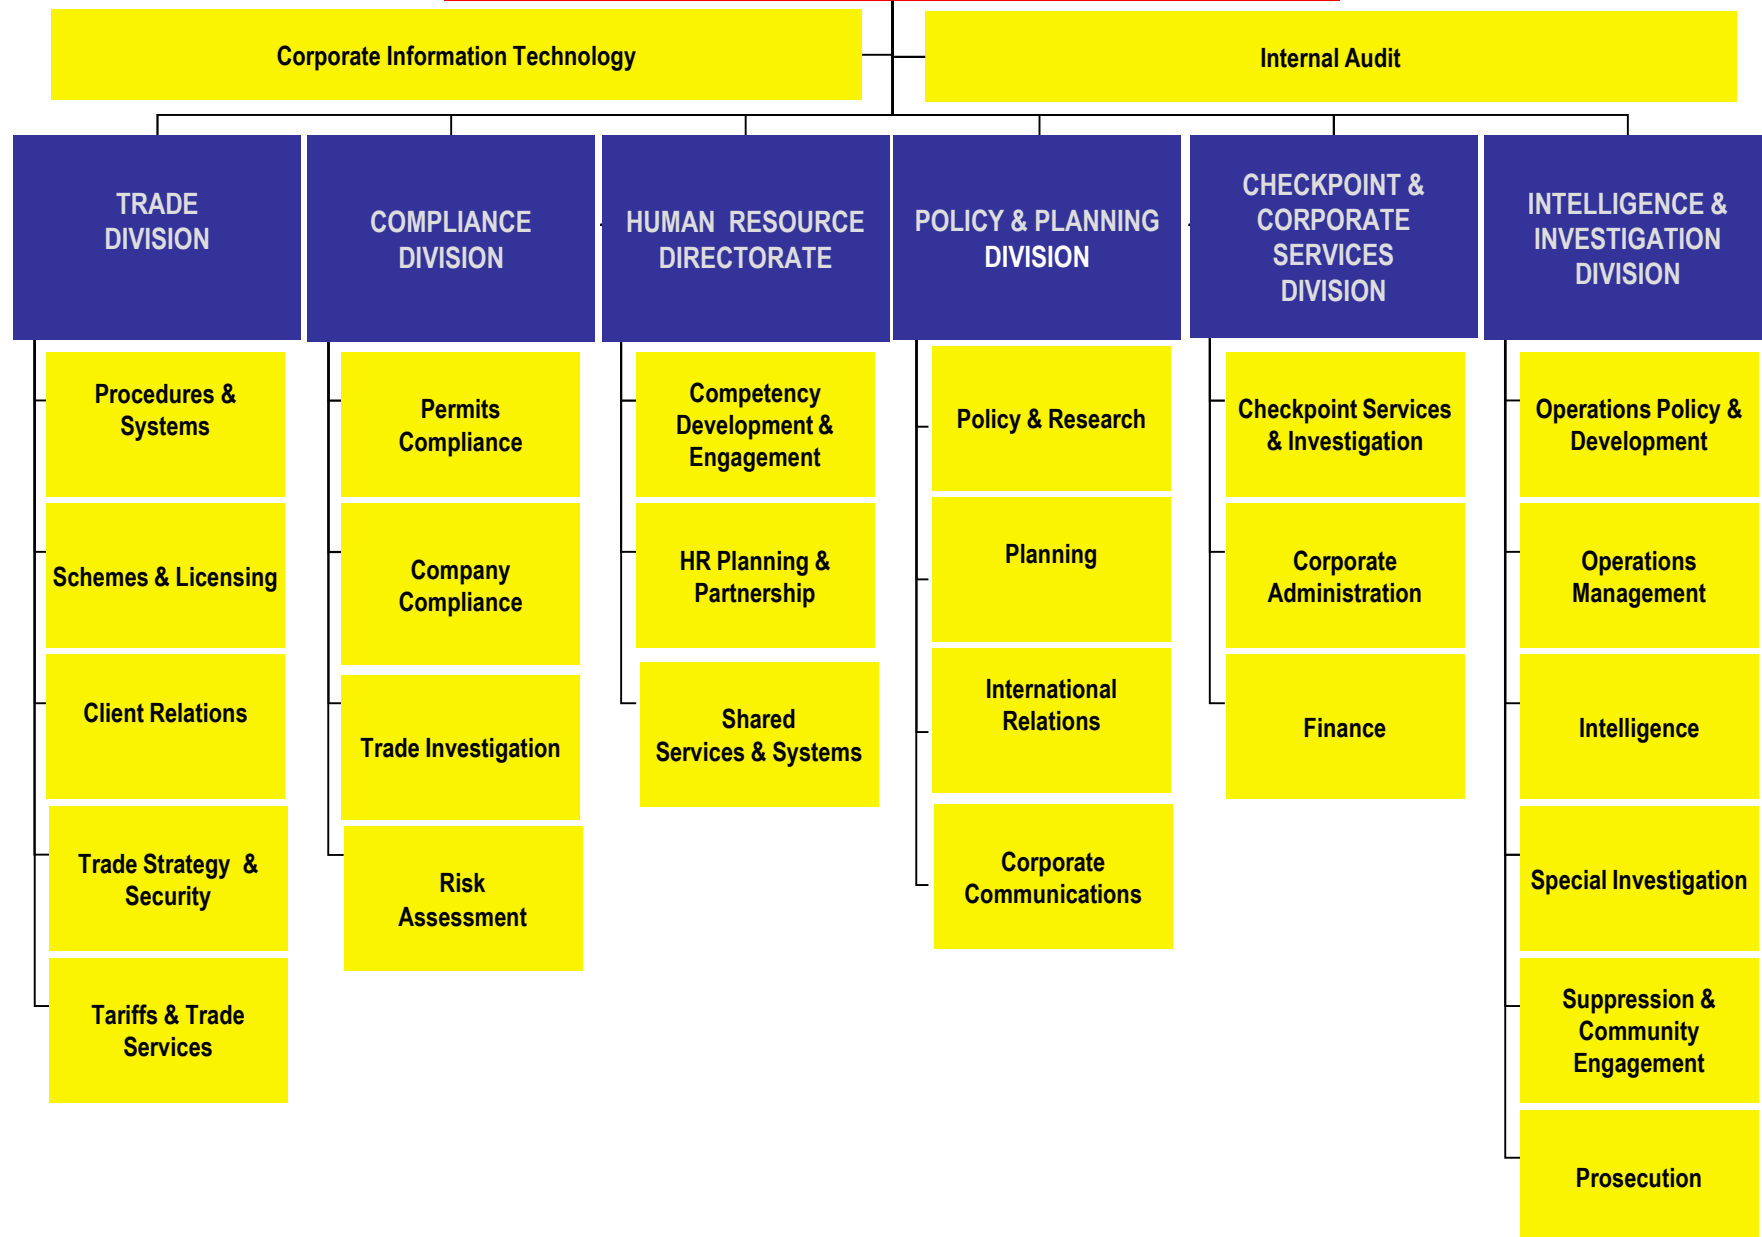 Corporate Information Technology
Internal Audit
TRADE
DIVISION
COMPLIANCE
DIVISION
HUMAN RESOURCE
DIRECTORATE
POLICY & PLANNING
DIVISION
CHECKPOINT &
CORPORATE
SERVICES
DIVISION
INTELLIGENCE &
INVESTIGATION
DIVISION
Procedures &
Systems
Schemes & Licensing
Client Relations
Trade Strategy &
Security
Tariffs & Trade
Services
Permits
Compliance
Company
Compliance
Trade Investigation
Risk
Assessment
Competency
Development &
Engagement
HR Planning &
Partnership
Shared
Services & Systems
Policy & Research
Planning
International
Relations
Corporate
Communications
Checkpoint Services
& Investigation
Corporate
Administration
Finance
Operations Policy &
Development
Operations
Management
Intelligence
Special Investigation
Suppression &
Community
Engagement
Prosecution